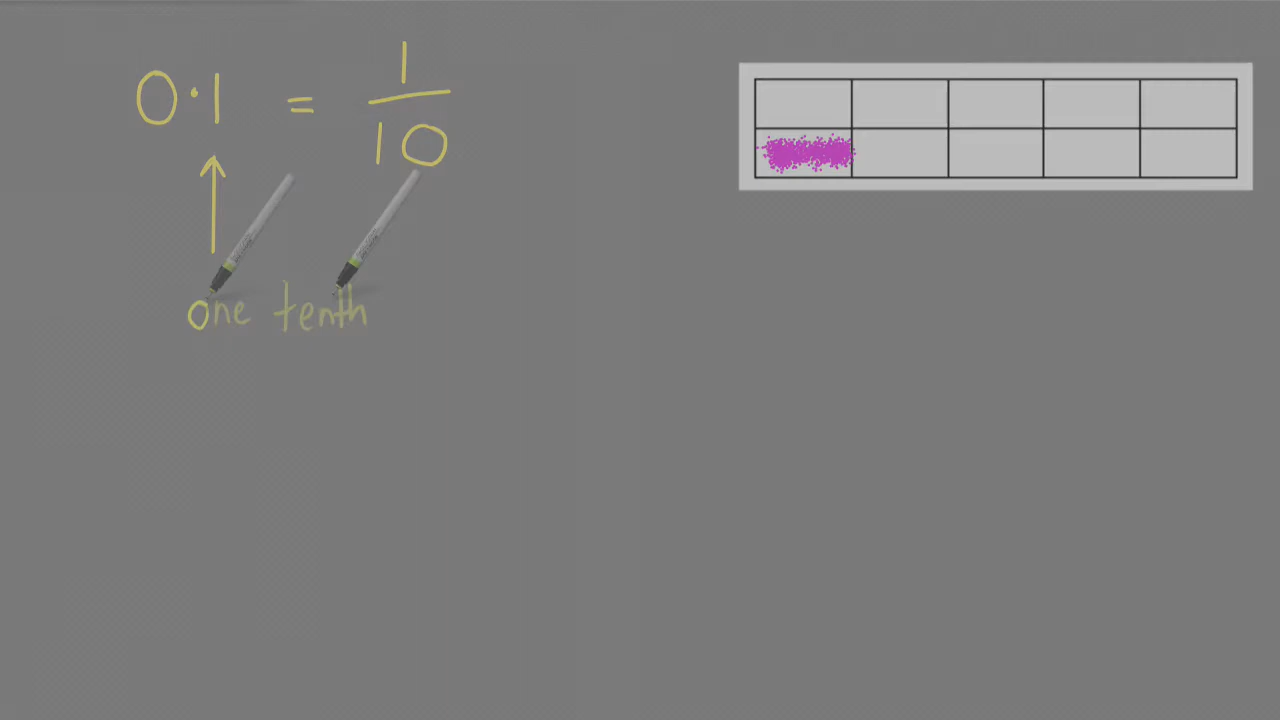 0·1 = 1/10
one tenth